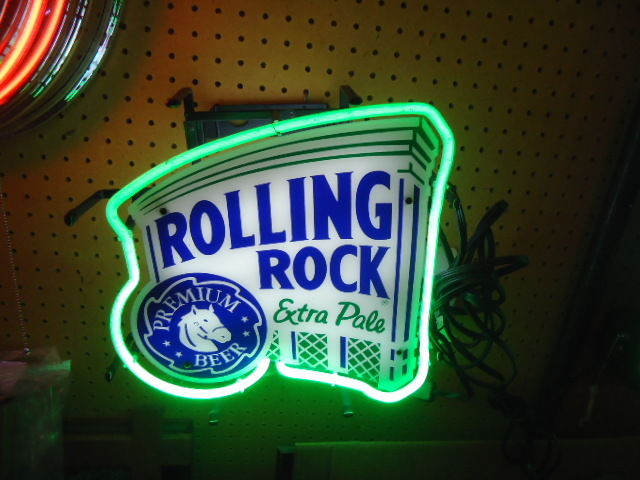 ROLLING
ROCK
Extra Pale
PREMIUM
BEER